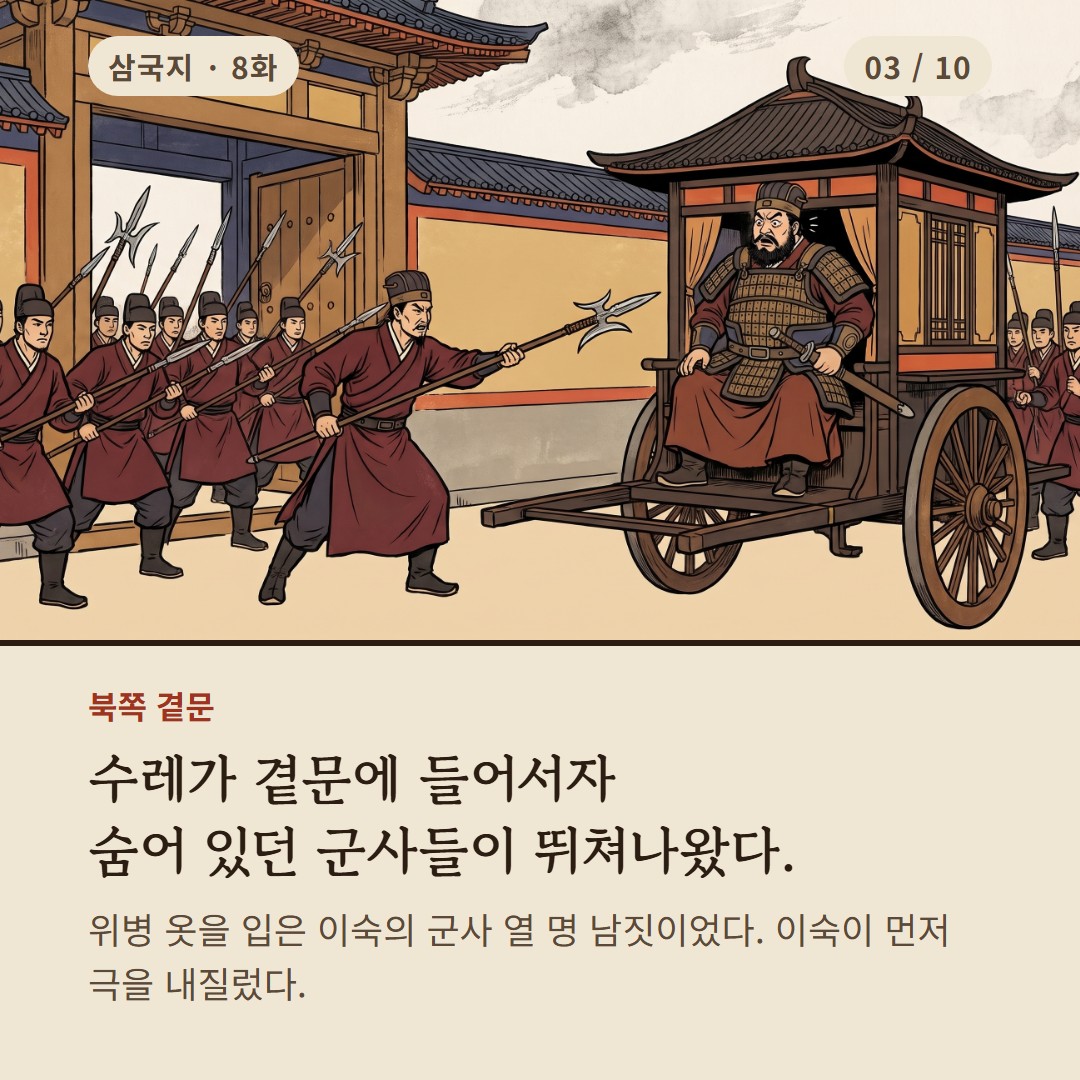 삼국지 · 8화
03 / 10
북쪽 곁문
수레가 곁문에 들어서자
숨어 있던 군사들이 뛰쳐나왔다.
위병 옷을 입은 이숙의 군사 열 명 남짓이었다. 이숙이 먼저
극을 내질렀다.